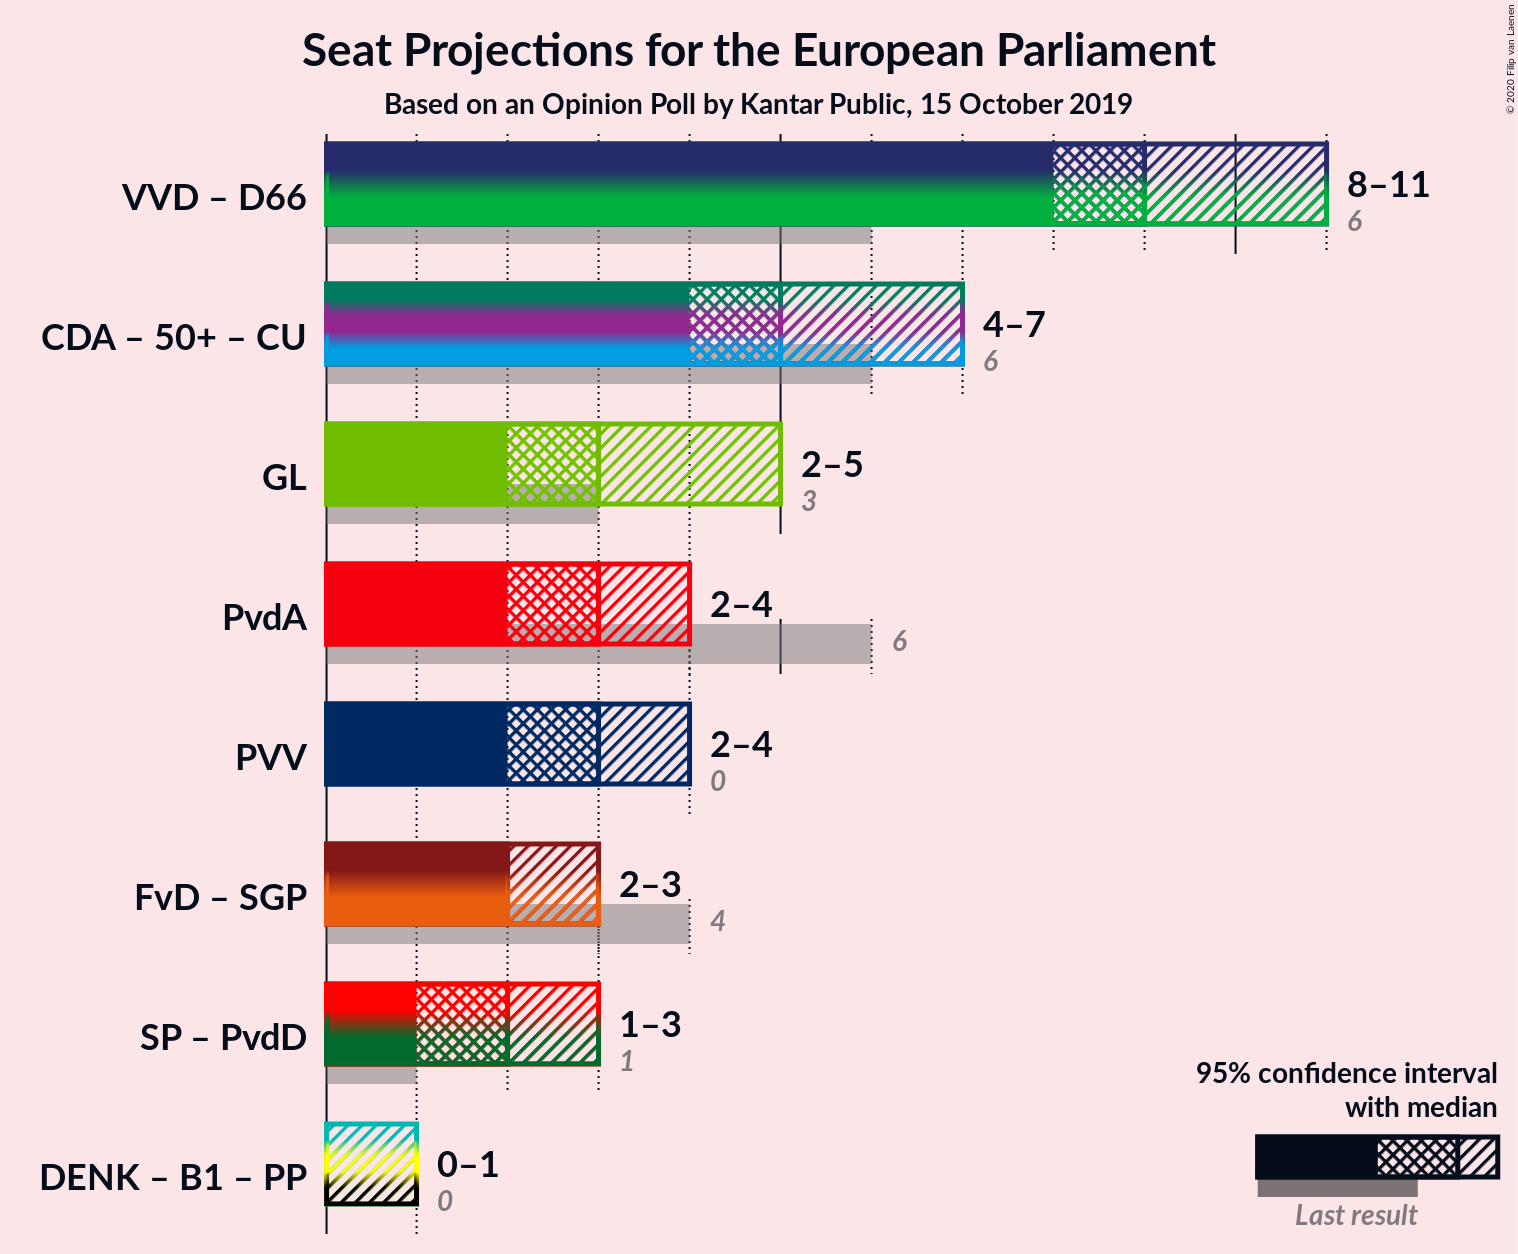 Seat Projections for the European Parliament
Based on an Opinion Poll by Kantar Public, 15 October 2019
© 2020 Filip van Laenen
VVD – D66
8–11
6
CDA – 50+ – CU
4–7
6
GL
2–5
3
PvdA
2–4
6
PVV
2–4
0
FvD – SGP
2–3
4
SP – PvdD
1–3
1
DENK – B1 – PP
0–1
0
95% confidence interval
with median
Last result